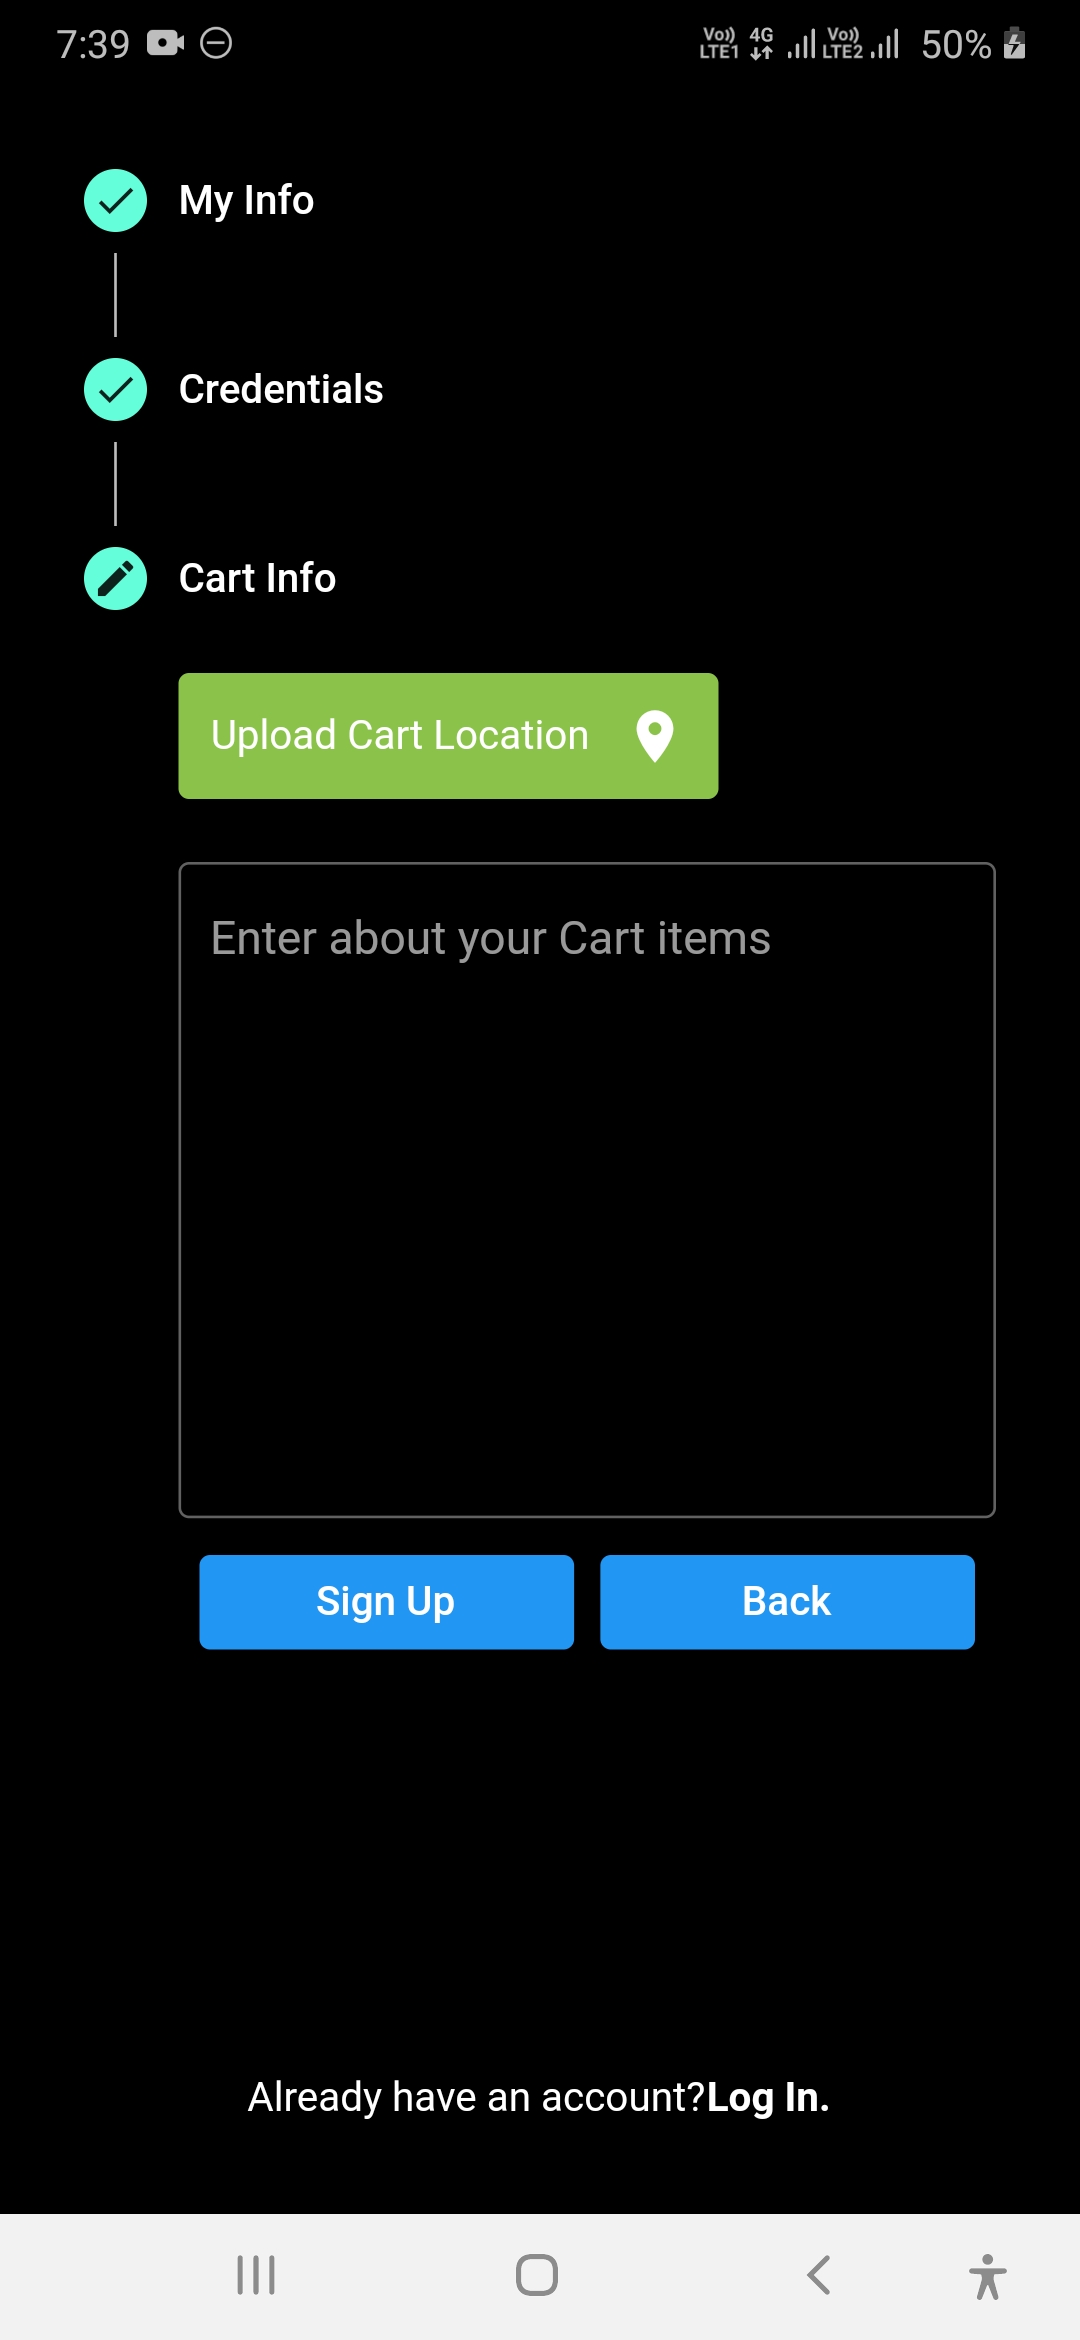 7:39 Vo)) LTE1 4G Vo)) LTE2 50%
My Info
Credentials
Cart Info
Upload Cart Location
Enter about your Cart items
Sign Up Back
Already have an account?Log In.